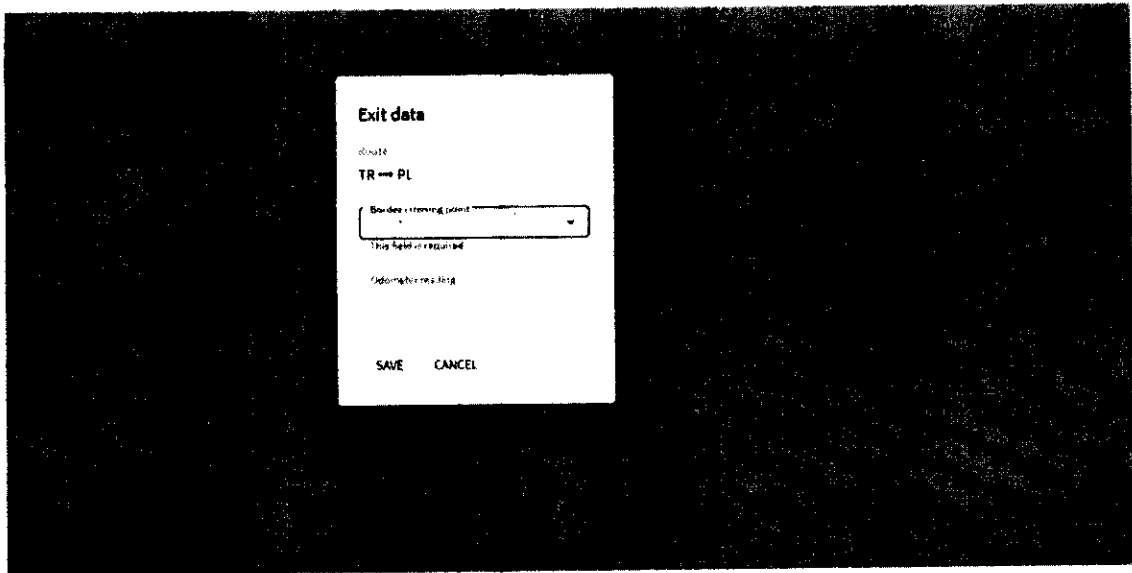 Exit data
Route
TR ⟷ PL
Border crossing point
This field is required
Odometer reading
SAVE CANCEL